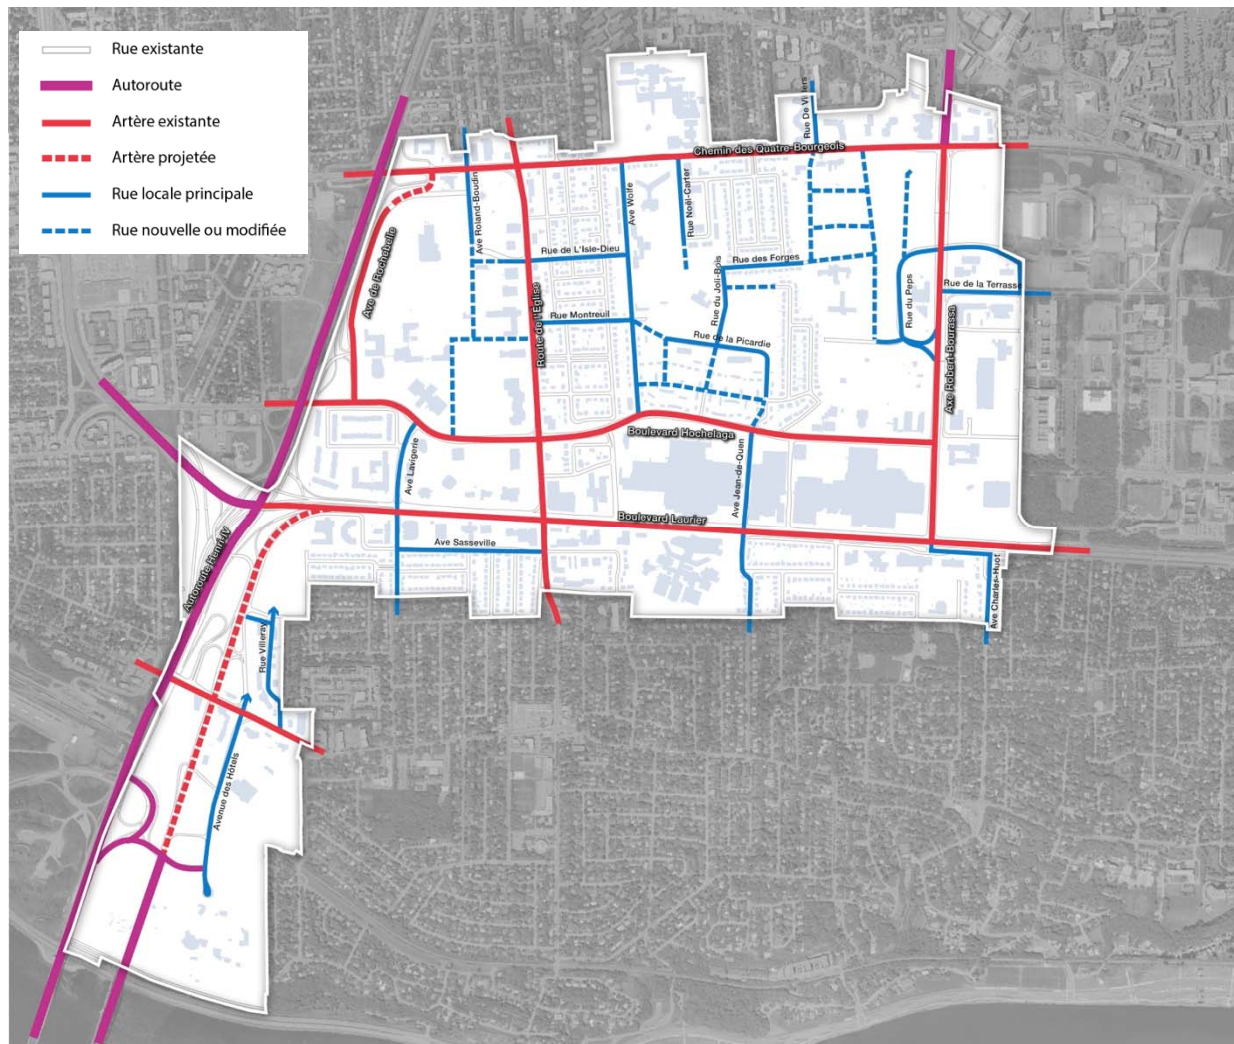 Rue existante
Autoroute
Artère existante
Artère projetée
Rue locale principale
Rue nouvelle ou modifiée
Rue De Villers
Chemin des Quatre-Bourgeois
Ave Roland-Beaudin
Ave Wolfe
Rue Noël-Carter
Ave de Rochebelle
Rue de L'Isle-Dieu
Rue des Forges
Rue du Joli-Bois
Rue du Peps
Rue de la Terrasse
Route de l'Église
Rue Montreuil
Rue de la Picardie
Axe Robert-Bourassa
Boulevard Hochelaga
Ave Lavigerie
Ave Jean-de-Quen
Boulevard Laurier
Ave Sasseville
Autoroute Henri-IV
Ave Charles-Huot
Rue Villeray
Avenue des Hôtels